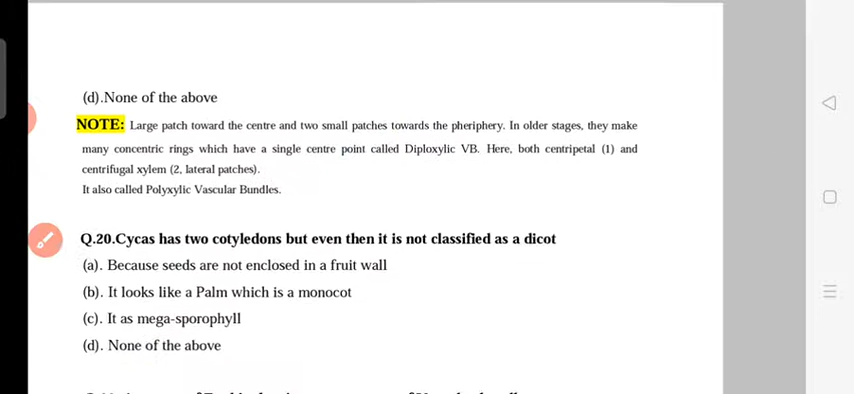 (d).None of the above
NOTE: Large patch toward the centre and two small patches towards the pheriphery. In older stages, they make
many concentric rings which have a single centre point called Diploxylic VB. Here, both centripetal (1) and
centrifugal xylem (2, lateral patches).
It also called Polyxylic Vascular Bundles.
Q.20.Cycas has two cotyledons but even then it is not classified as a dicot
(a). Because seeds are not enclosed in a fruit wall
(b). It looks like a Palm which is a monocot
(c). It as mega-sporophyll
(d). None of the above